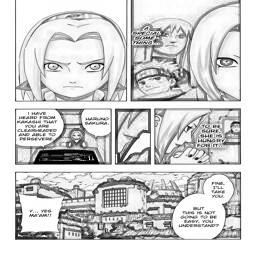 A
SPECIAL
SOME
THING...
I HAVE
HEARD FROM
KAKASHI THAT
YOU ARE
CLEARHEADED
AND ABLE TO
PERSEVERE
HARUNO
SAKURA.
TO BE
SURE,
SHE IS
HUNGRY
FOR IT...
FINE,
I'LL
TAKE
YOU.
BUT
THIS IS NOT
GOING TO BE
EASY, YOU
UNDERSTAND?
Y... YES
MA'AM!!